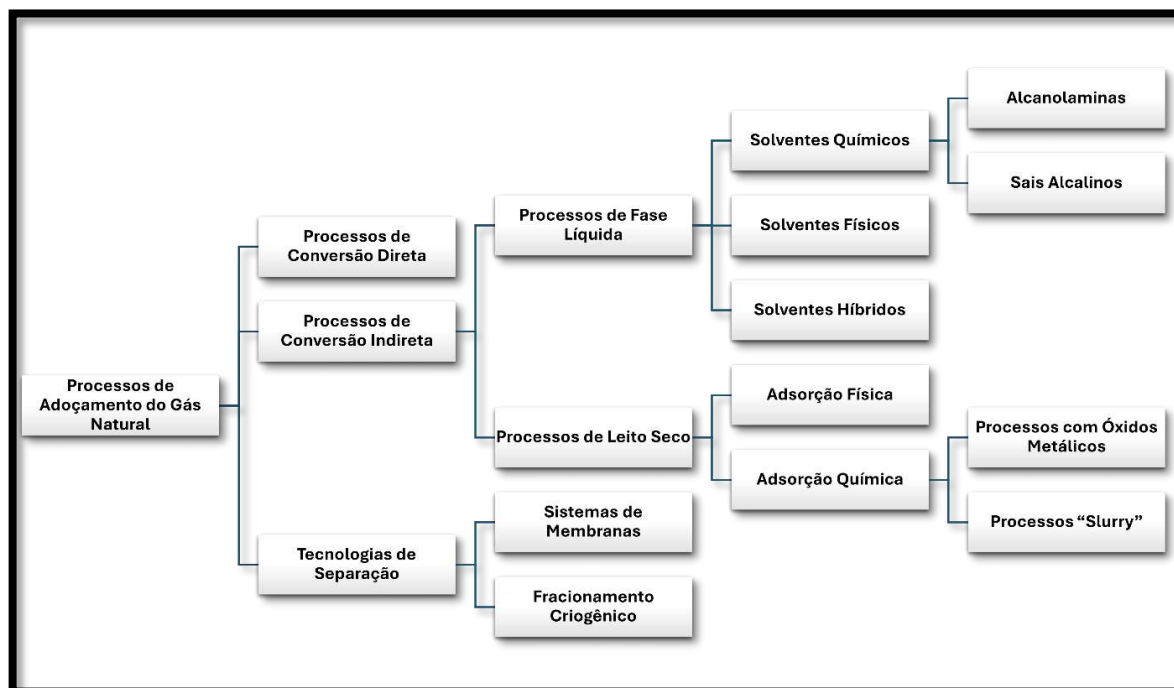 Processos de
Adoçamento do Gás
Natural
Processos de
Conversão Direta
Processos de
Conversão Indireta
Processos de Fase
Líquida
Solventes Químicos
Alcanolaminas
Sais Alcalinos
Solventes Físicos
Solventes Híbridos
Processos de Leito Seco
Adsorção Física
Adsorção Química
Processos com Óxidos
Metálicos
Processos “Slurry”
Tecnologias de
Separação
Sistemas de
Membranas
Fracionamento
Criogênico